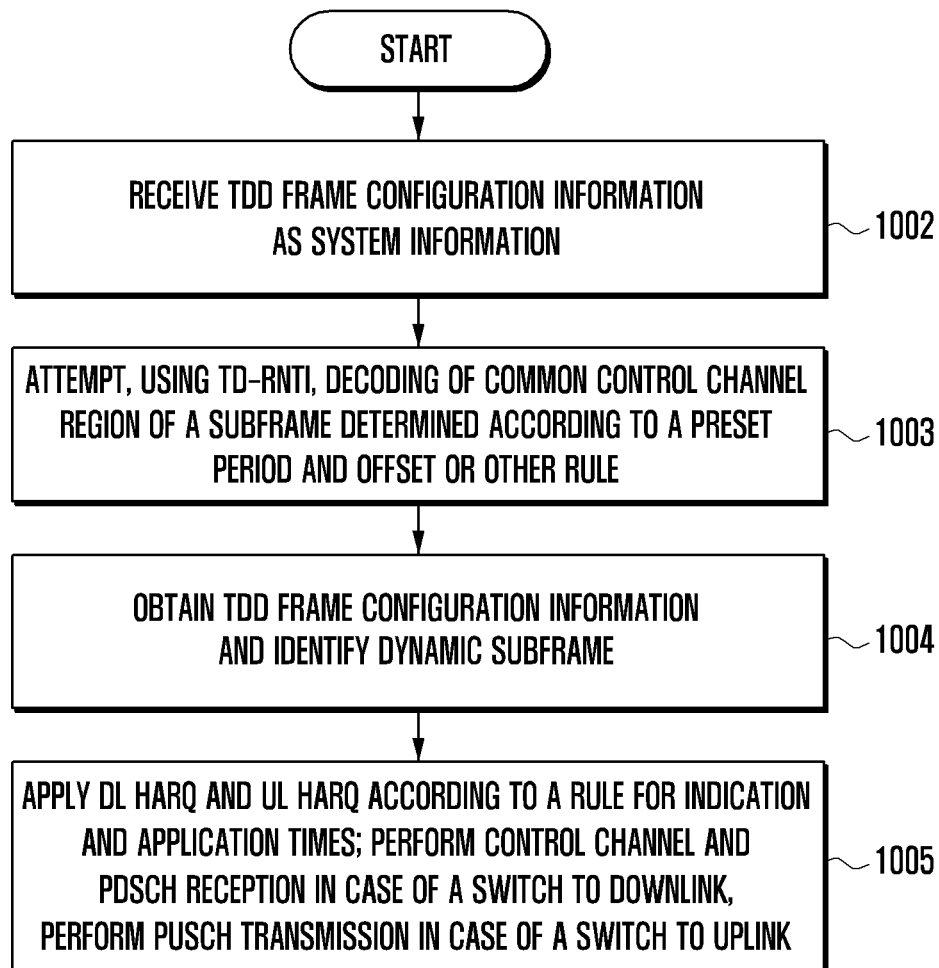 START
RECEIVE TDD FRAME CONFIGURATION INFORMATION
AS SYSTEM INFORMATION
1002
ATTEMPT, USING TD-RNTI, DECODING OF COMMON CONTROL CHANNEL
REGION OF A SUBFRAME DETERMINED ACCORDING TO A PRESET
PERIOD AND OFFSET OR OTHER RULE
1003
OBTAIN TDD FRAME CONFIGURATION INFORMATION
AND IDENTIFY DYNAMIC SUBFRAME
1004
APPLY DL HARQ AND UL HARQ ACCORDING TO A RULE FOR INDICATION
AND APPLICATION TIMES; PERFORM CONTROL CHANNEL AND
PDSCH RECEPTION IN CASE OF A SWITCH TO DOWNLINK,
PERFORM PUSCH TRANSMISSION IN CASE OF A SWITCH TO UPLINK
1005